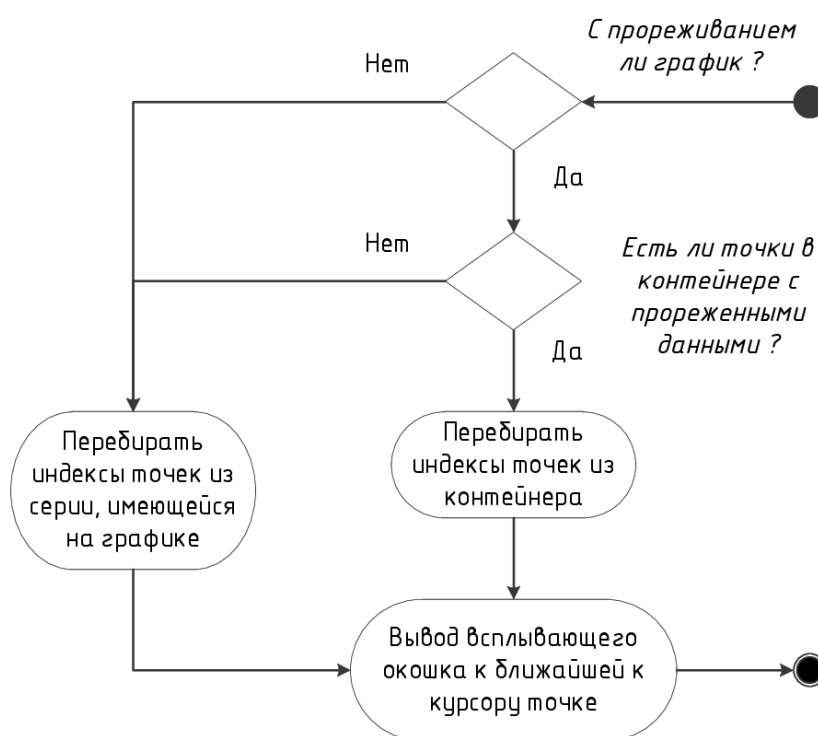 С прореживанием
ли график ?
Нет
Да
Нет
Есть ли точки в
контейнере с
прореженными
данными ?
Да
Перебирать
индексы точек из
серии, имеющейся
на графике
Перебирать
индексы точек из
контейнера
Вывод всплывающего
окошка к ближайшей к
курсору точке